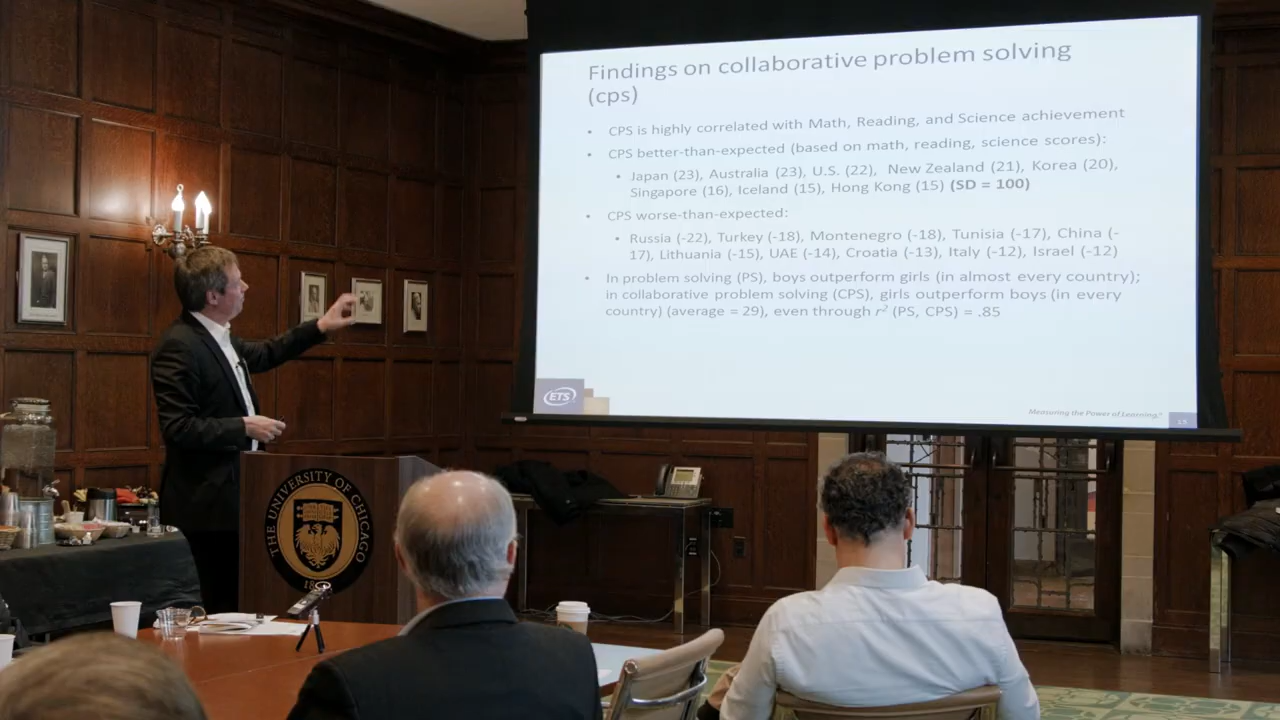 Findings on collaborative problem solving
(cps)
• CPS is highly correlated with Math, Reading, and Science achievement
• CPS better-than-expected (based on math, reading, science scores):
• Japan (23), Australia (23), U.S. (22), New Zealand (21), Korea (20),
Singapore (16), Iceland (15), Hong Kong (15) (SD = 100)
• CPS worse-than-expected:
• Russia (-22), Turkey (-18), Montenegro (-18), Tunisia (-17), China (-
17), Lithuania (-15), UAE (-14), Croatia (-13), Italy (-12), Israel (-12)
• In problem solving (PS), boys outperform girls (in almost every country);
in collaborative problem solving (CPS), girls outperform boys (in every
country) (average = 29), even through r² (PS, CPS) = .85
ETS
Measuring the Power of Learning.®
THE UNIVERSITY OF CHICAGO